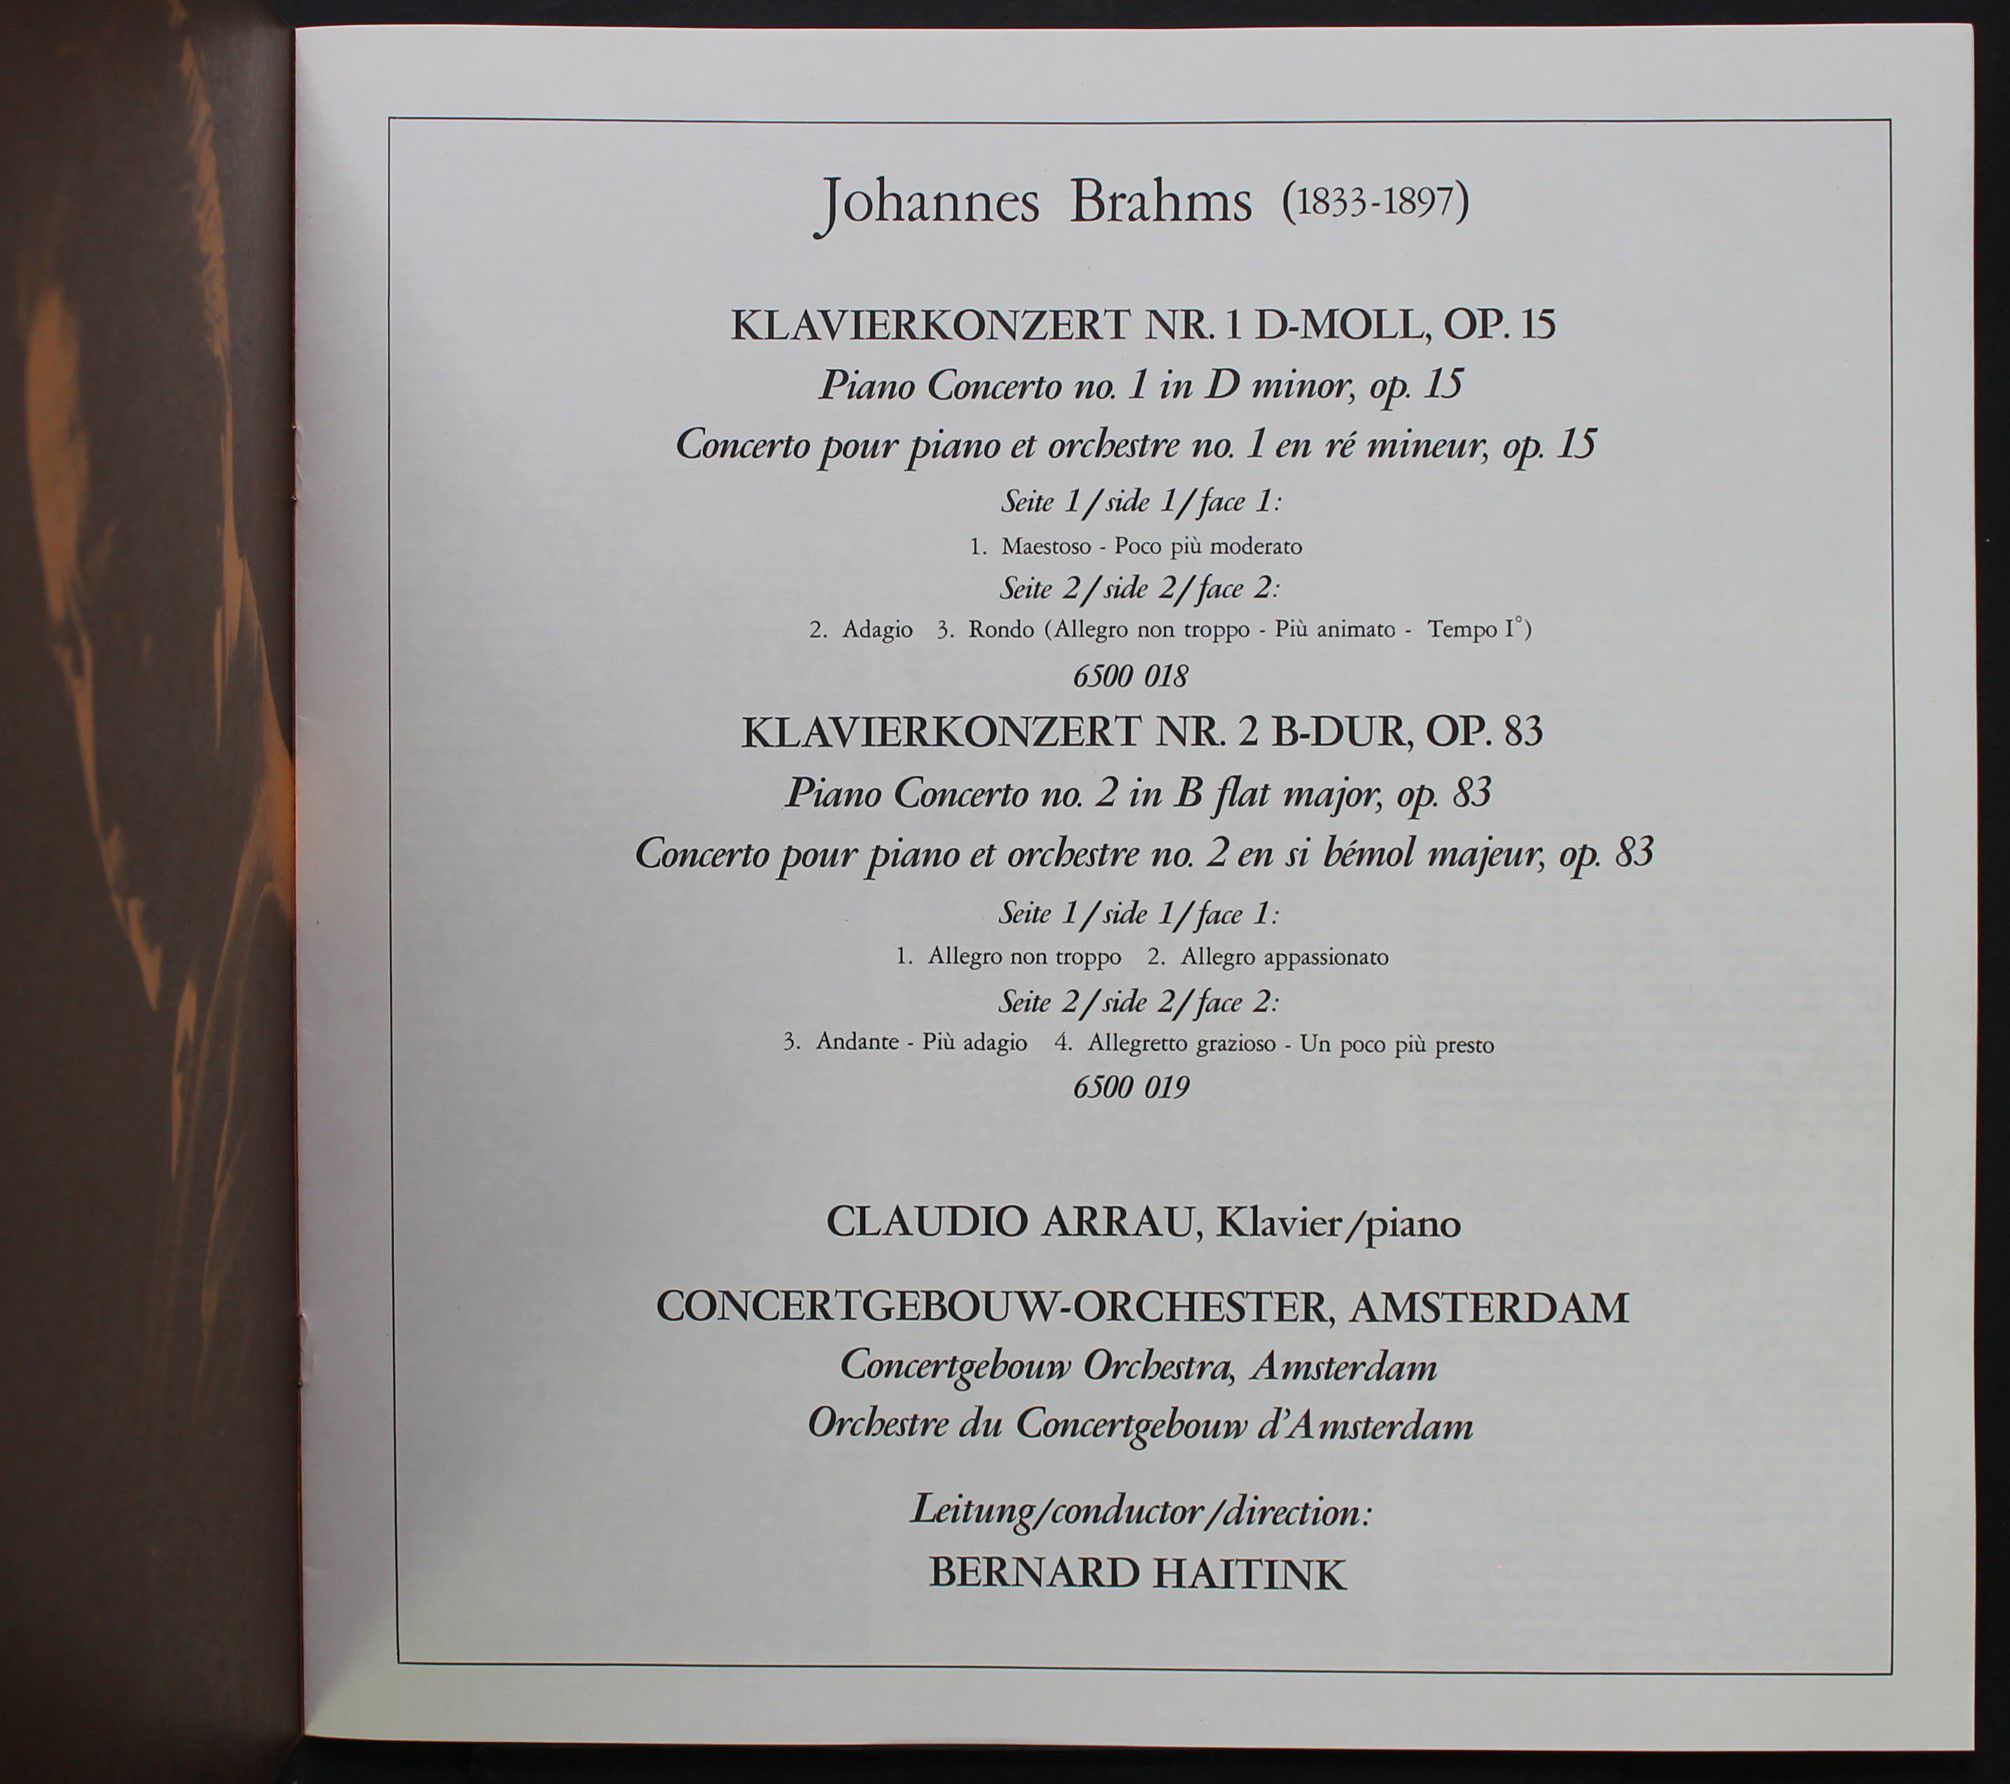 Johannes Brahms (1833-1897)
KLAVIERKONZERT NR. 1 D-MOLL, OP. 15
Piano Concerto no. 1 in D minor, op. 15
Concerto pour piano et orchestre no. 1 en ré mineur, op. 15
Seite 1/side 1/face 1:
1. Maestoso - Poco più moderato
Seite 2/side 2/face 2:
2. Adagio 3. Rondo (Allegro non troppo - Più animato - Tempo I°)
6500 018
KLAVIERKONZERT NR. 2 B-DUR, OP. 83
Piano Concerto no. 2 in B flat major, op. 83
Concerto pour piano et orchestre no. 2 en si bémol majeur, op. 83
Seite 1/side 1/face 1:
1. Allegro non troppo 2. Allegro appassionato
Seite 2/side 2/face 2:
3. Andante - Più adagio 4. Allegretto grazioso - Un poco più presto
6500 019
CLAUDIO ARRAU, Klavier/piano
CONCERTGEBOUW-ORCHESTER, AMSTERDAM
Concertgebouw Orchestra, Amsterdam
Orchestre du Concertgebouw d'Amsterdam
Leitung/conductor/direction:
BERNARD HAITINK